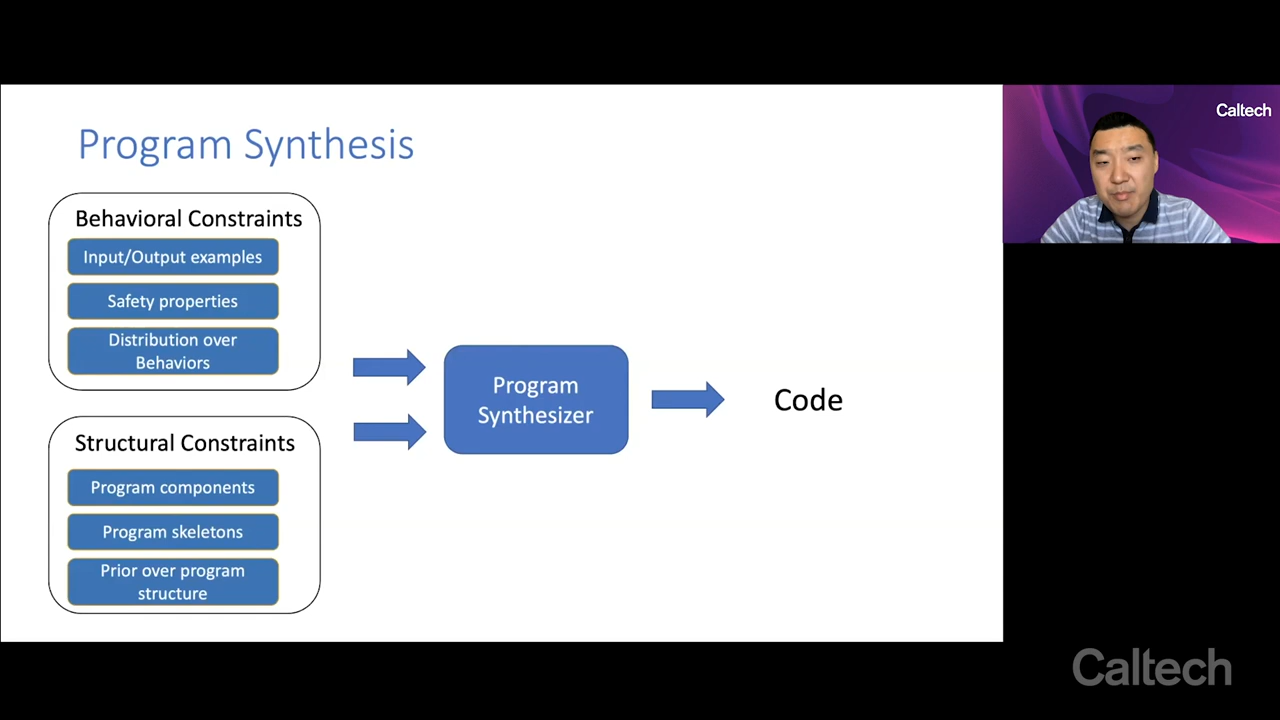 Program Synthesis
Behavioral Constraints
Input/Output examples
Safety properties
Distribution over
Behaviors
Structural Constraints
Program components
Program skeletons
Prior over program
structure
Program
Synthesizer
Code
Caltech
Caltech